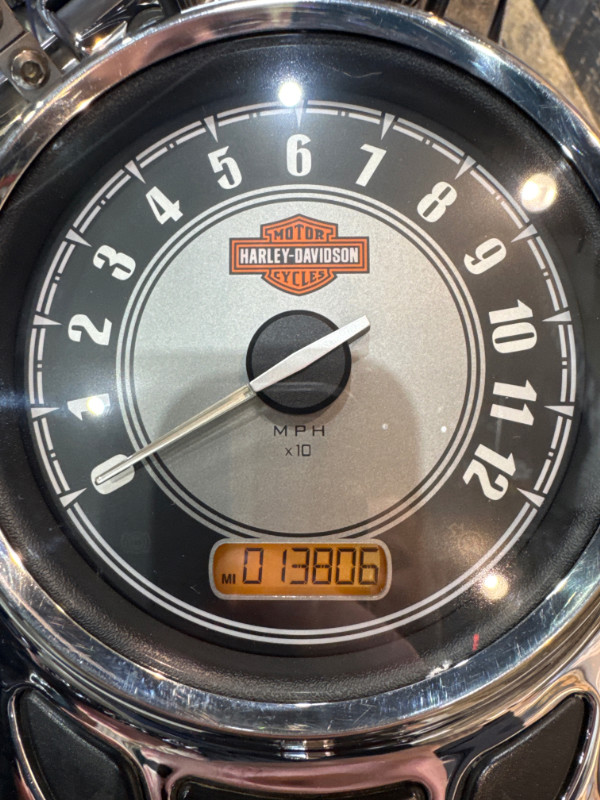 0 1 2 3 4 5 6 7 8 9 10 11 12
MOTOR
HARLEY-DAVIDSON
CYCLES
MPH
x10
MI 013806